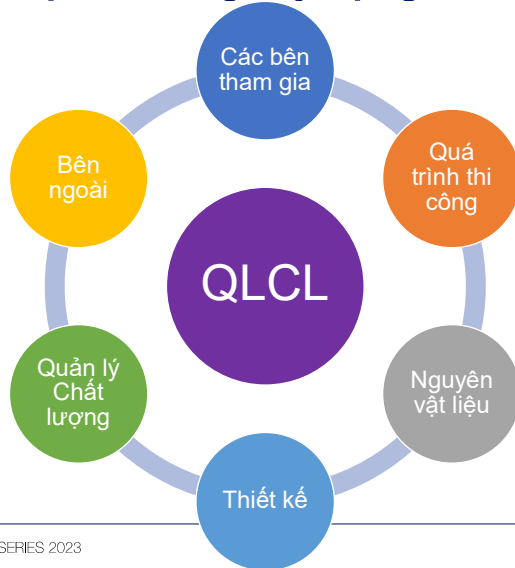 Các bên
tham gia
Quá
trình thi
công
Nguyên
vật liệu
Thiết kế
Quản lý
Chất
lượng
Bên
ngoài
QLCL
SERIES 2023